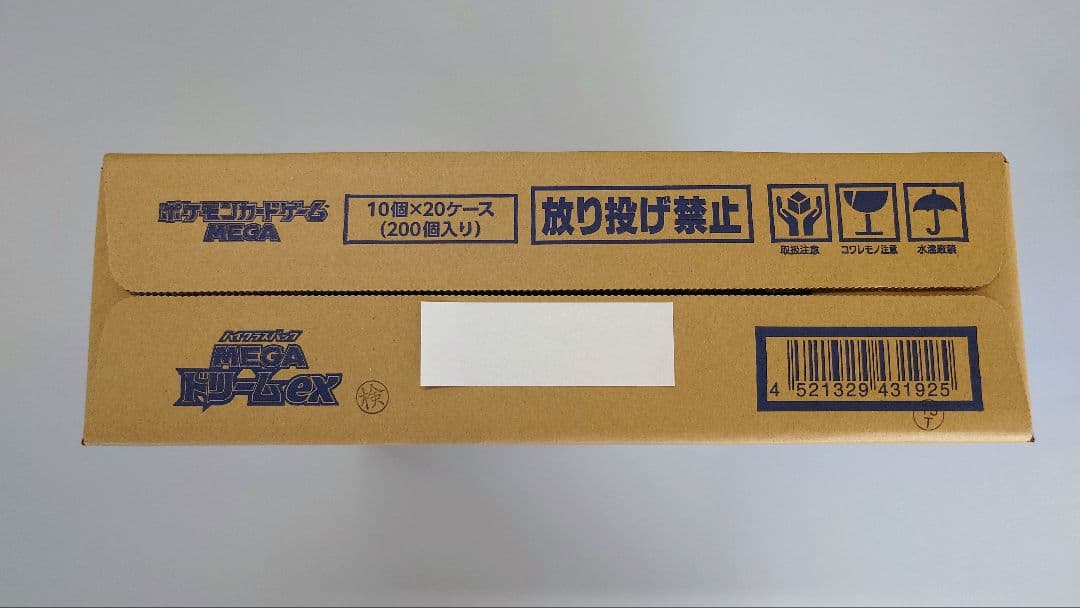 ポケモンカードゲーム
MEGA
10個×20ケース
(200個入り)
放り投げ禁止
取扱注意
コワレモノ注意
水濡厳禁
ハイクラスパック
MEGA
ドリームex
検
4 521329 431925
T